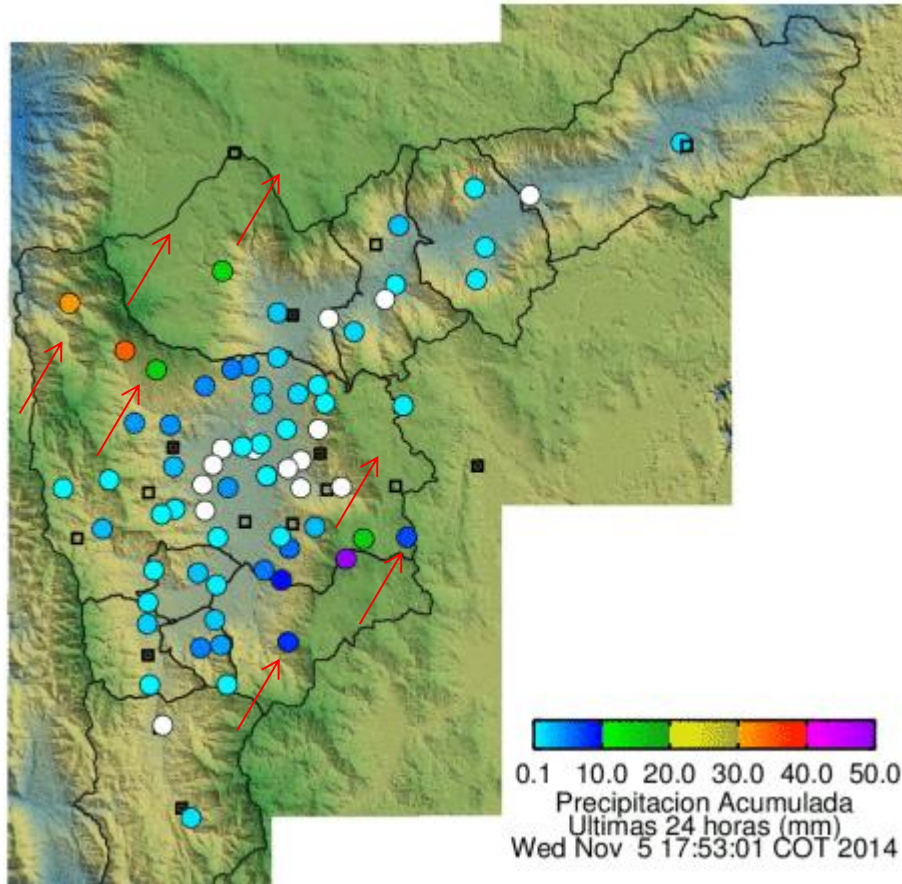 0.1 10.0 20.0 30.0 40.0 50.0
Precipitacion Acumulada
Ultimas 24 horas (mm)
Wed Nov 5 17:53:01 COT 2014